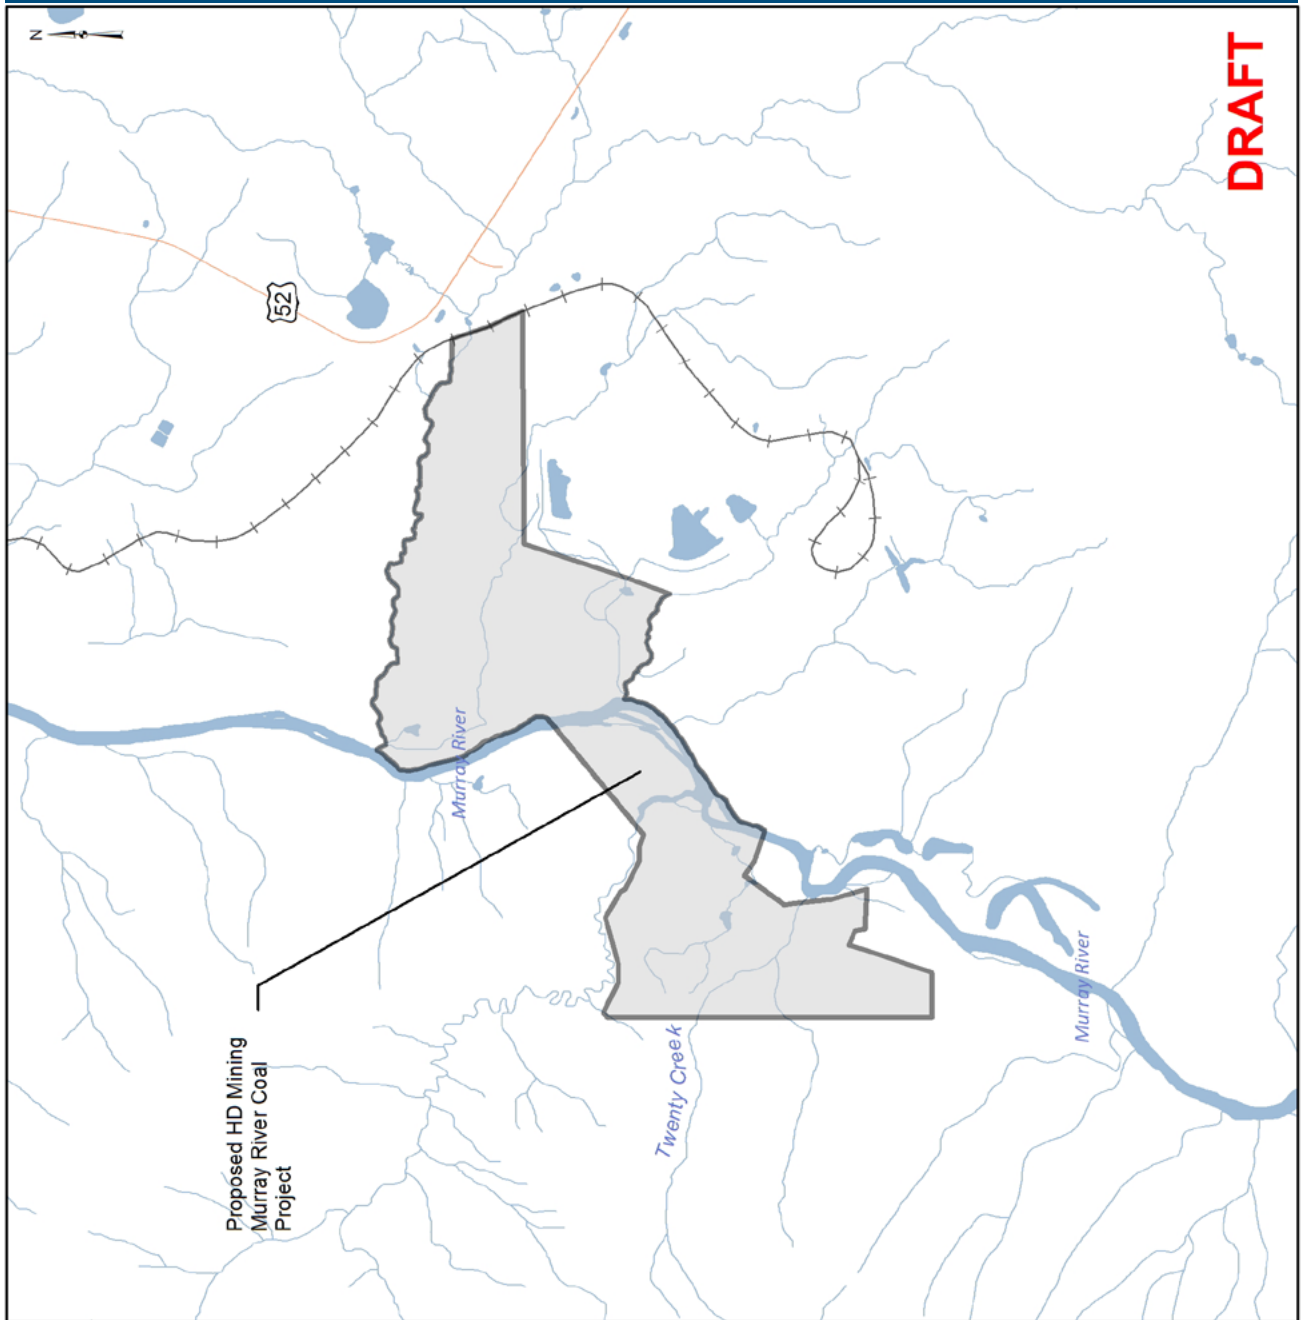 N
DRAFT
52
Murray River
Proposed HD Mining
Murray River Coal
Project
Twenty Creek
Murray River